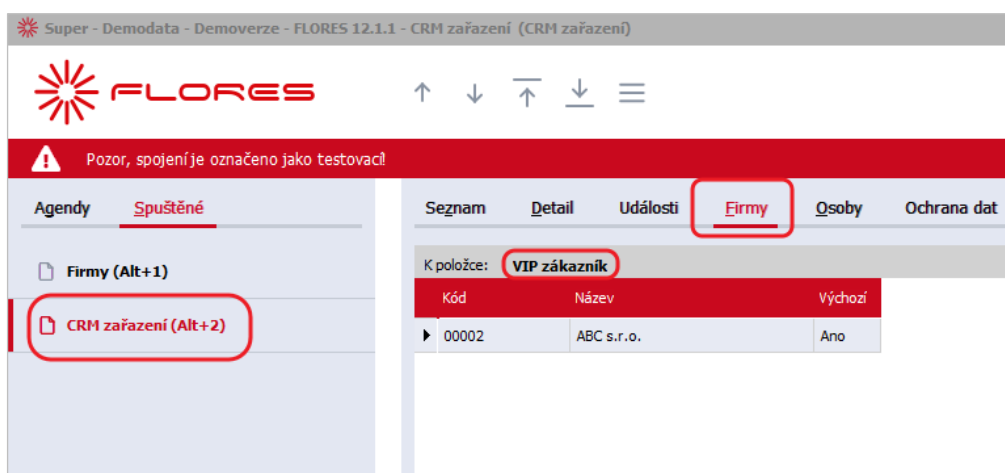 Super - Demodata - Demoverze - FLORES 12.1.1 - CRM zařazení (CRM zařazení)
FLORES
Pozor, spojení je označeno jako testovací!
Agendy Spuštěné
Seznam Detail Události Firmy Osoby Ochrana dat
Firmy (Alt+1)
CRM zařazení (Alt+2)
K položce: VIP zákazník
Kód Název Výchozí
00002 ABC s.r.o. Ano